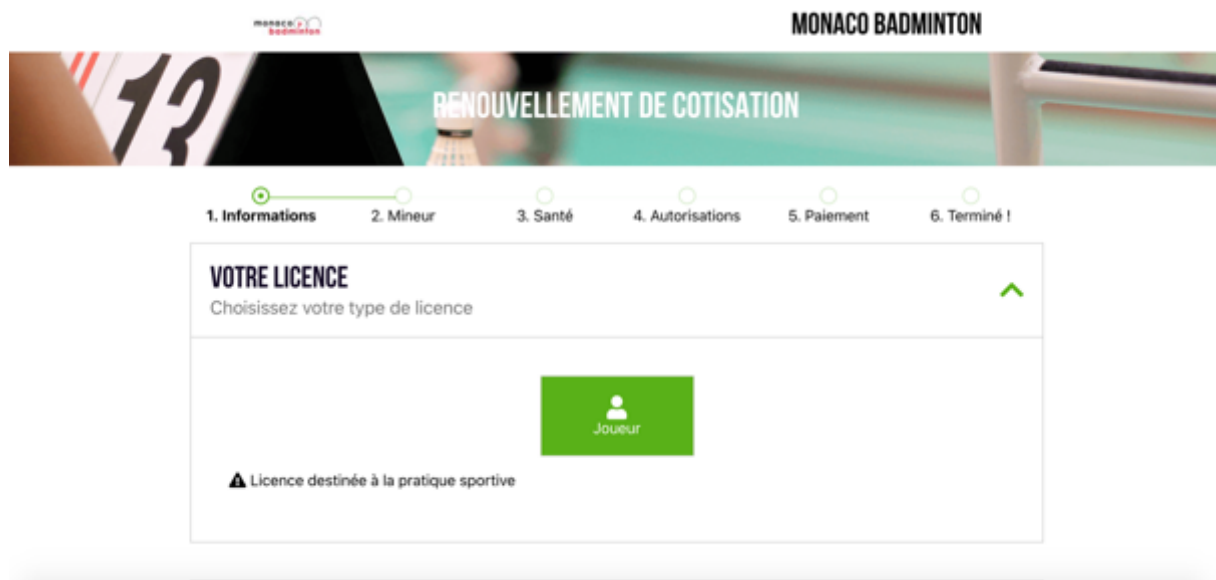 monaco
badminton
MONACO BADMINTON
13
RENOUVELLEMENT DE COTISATION
1. Informations
2. Mineur
3. Santé
4. Autorisations
5. Paiement
6. Terminé !
VOTRE LICENCE
Choisissez votre type de licence
Joueur
Licence destinée à la pratique sportive